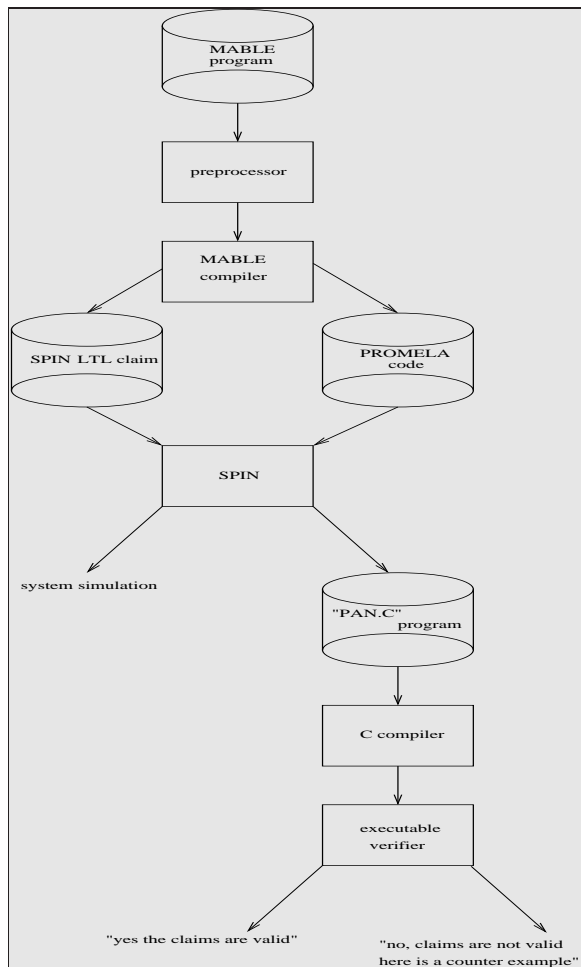 MABLE
program
preprocessor
MABLE
compiler
SPIN LTL claim
PROMELA
code
SPIN
system simulation
"PAN.C"
program
C compiler
executable
verifier
"yes the claims are valid"
"no, claims are not valid
here is a counter example"